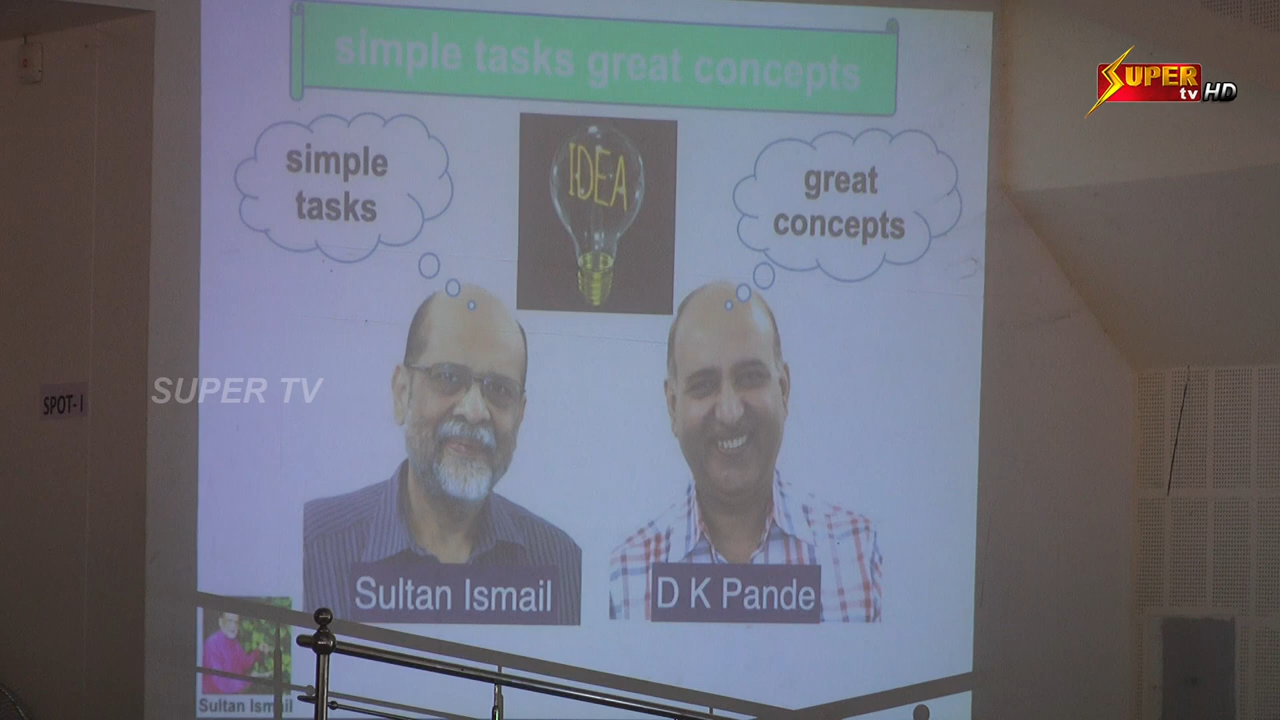 simple tasks great concepts
SUPER
tv HD
simple
tasks
IDEA
great
concepts
SUPER TV
SPOT-1
Sultan Ismail
D K Pande
Sultan Ismail